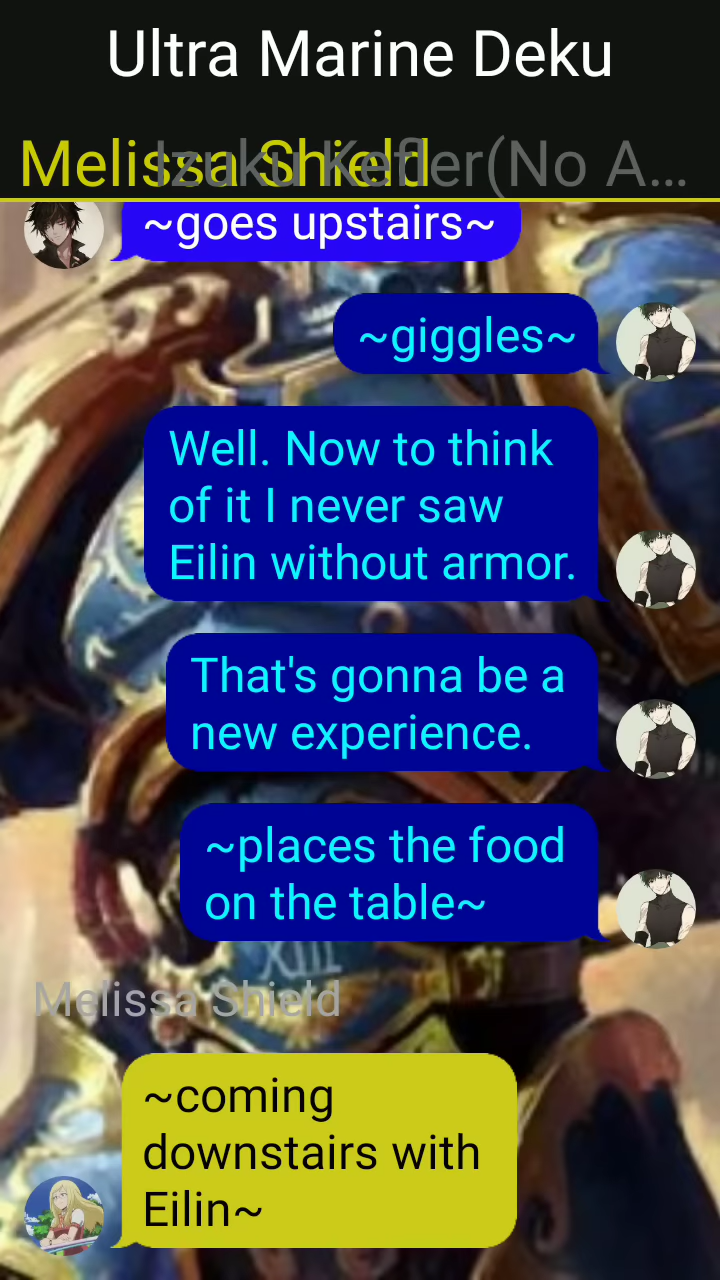 Ultra Marine Deku
Melissa Shield
~goes upstairs~
~giggles~
Well. Now to think
of it I never saw
Eilin without armor.
That's gonna be a
new experience.
~places the food
on the table~
XIII
Melissa Shield
~coming
downstairs with
Eilin~